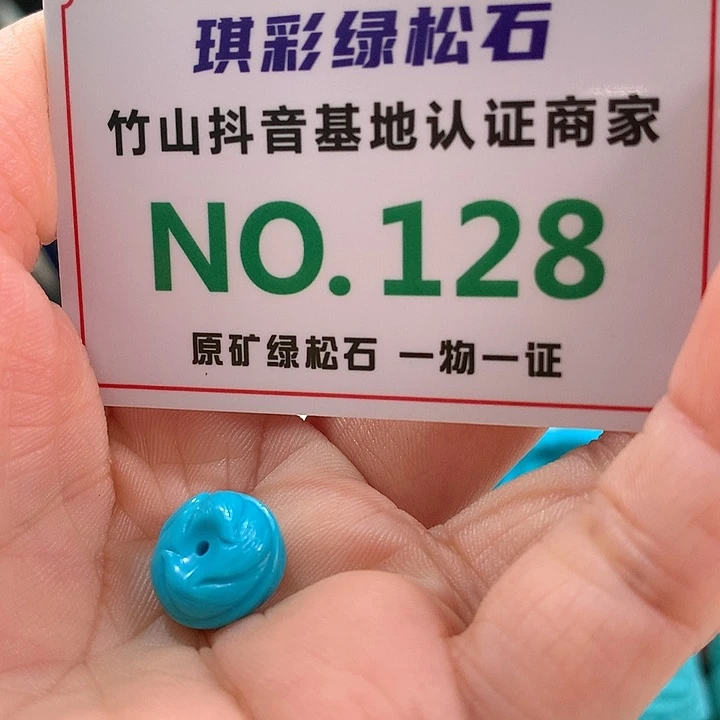 琪彩绿松石
竹山抖音基地认证商家
NO.128
原矿绿松石 一物一证